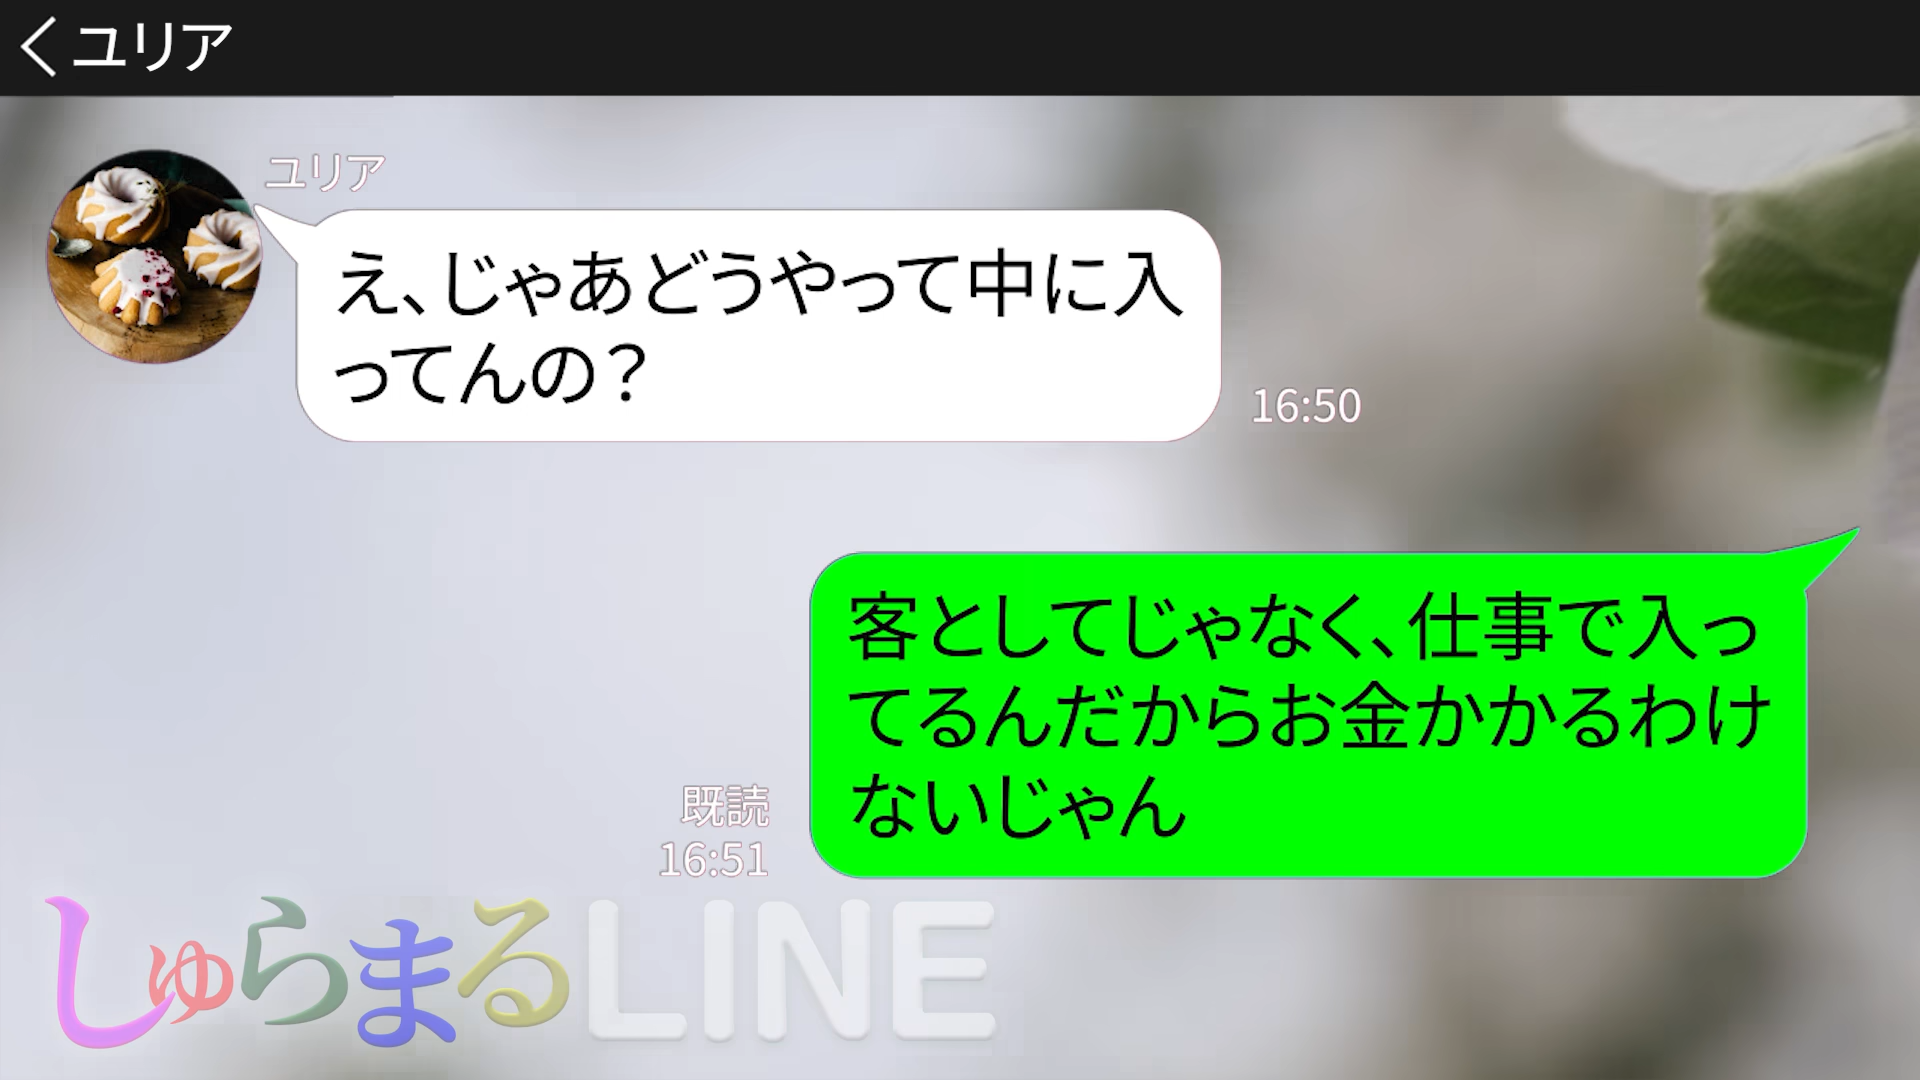 ユリア
ユリア
え、じゃあどうやって中に入
ってんの？
16:50
客としてじゃなく、仕事で入っ
てるんだからお金かかるわけ
ないじゃん
既読
16:51
しゅらまるLINE